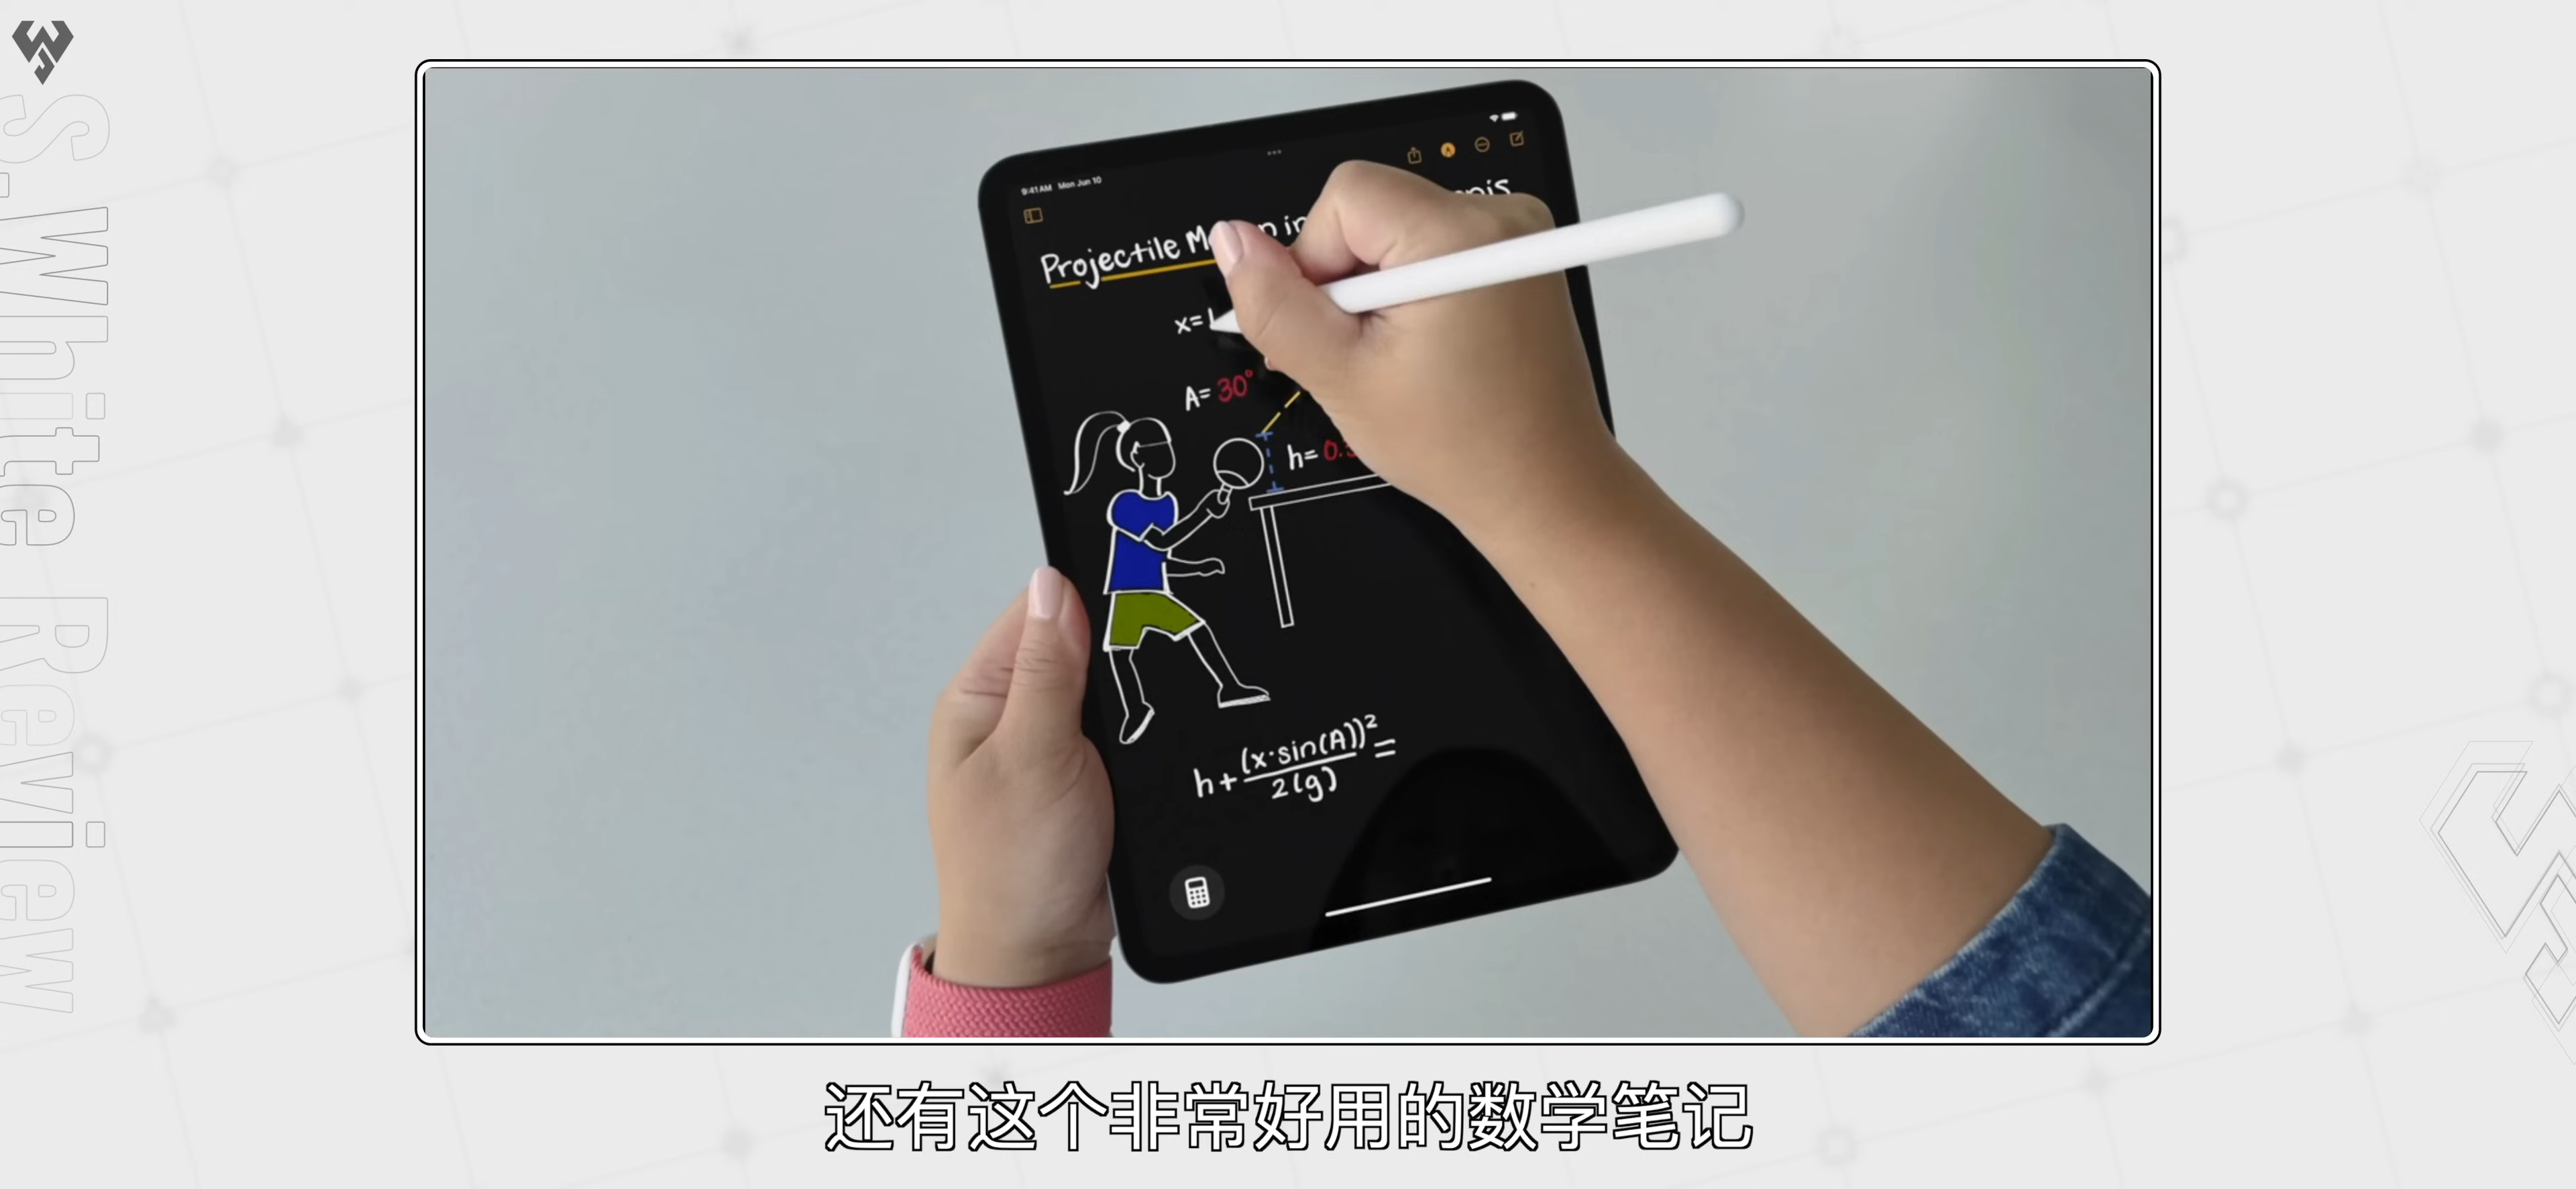 S-White Review
9:41 AM Mon Jun 10
Projectile
x=
A= 30°
h= 0.
h+(x·sin(A))²/2(g)=
还有这个非常好用的数学笔记